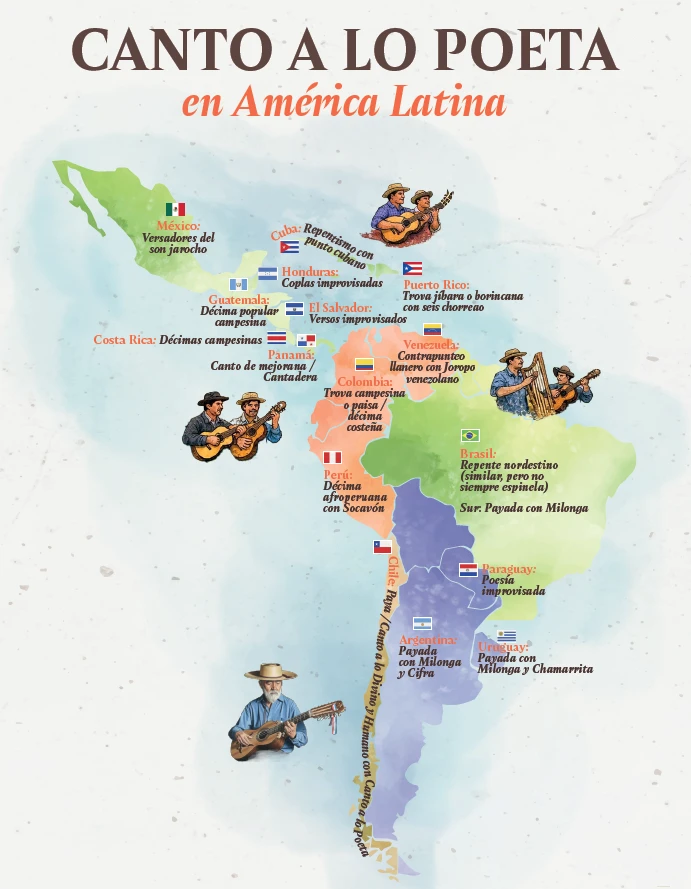 CANTO A LO POETA
en América Latina
México:
Versadores del
son jarocho
Cuba: Repentismo con
punto cubano
Honduras:
Coplas improvisadas
Puerto Rico:
Trova jíbara o borincana
con seis chorreao
Guatemala:
Décima popular
campesina
El Salvador:
Versos improvisados
Costa Rica: Décimas campesinas
Panamá:
Canto de mejorana /
Cantadera
Venezuela:
Contrapunteo
llanero con Joropo
venezolano
Colombia:
Trova campesina
o paisa /
décima
costeña
Brasil:
Repente nordestino
(similar, pero no
siempre espinela)
Sur: Payada con Milonga
Perú:
Décima
afroperuana
con Socavón
Chile: Paya / Canto a lo Divino y Humano con Canto a lo Poeta
Paraguay:
Poesía
improvisada
Argentina:
Payada
con Milonga
y Cifra
Uruguay:
Payada con
Milonga y Chamarrita